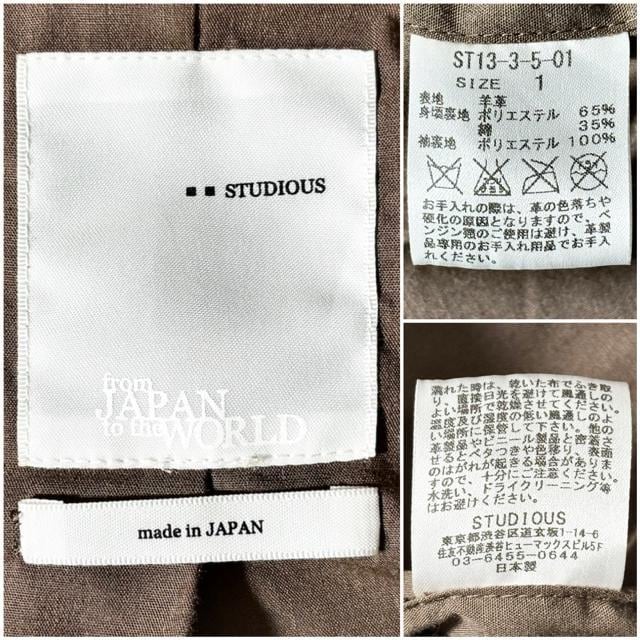 STUDIOUS
from
JAPAN
to the WORLD
made in JAPAN
ST13-3-5-01
SIZE 1
表地 羊革
身頃裏地 ポリエステル 65%
綿 35%
袖裏地 ポリエステル 100%
お手入れの際は、革の色落ちや
硬化の原因となりますので、ベ
ンジン類のご使用は避け、革製
品専用のお手入れ用品でお手入
れください。
濡れた時は、乾いた布でふき取
り、直接日光を避けて風通しの
よい場所で乾燥させてください。
温度及び湿度の低い風通しのよ
い場所に保管して下さい。他の
革製品やビニール製品と密着さ
せるとベタつきや色移り、表面
のはがれが起きる場合がありま
すので、十分にご注意ください。
水洗い、ドライクリーニング等
はお避けください。
STUDIOUS
東京都渋谷区道玄坂1-14-6
住友不動産渋谷ヒューマックスビル5F
03-6455-0644
日本製